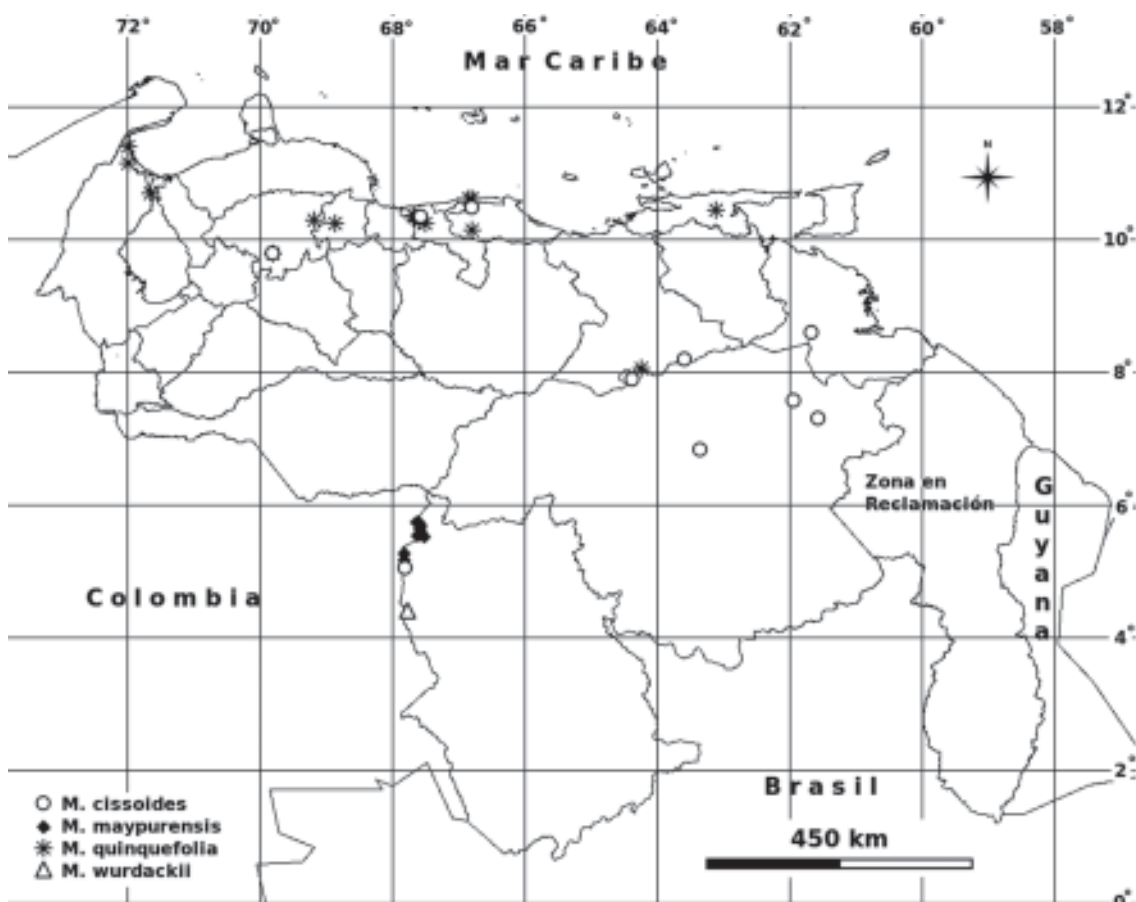 72° 70° 68° 66° 64° 62° 60° 58°
Mar Caribe
12°
N
10°
8°
Zona en
Reclamación
6°
Guyana
Colombia
4°
2°
Brasil
M. cissoides
M. maypurensis
M. quinquefolia
M. wurdackii
450 km
0°